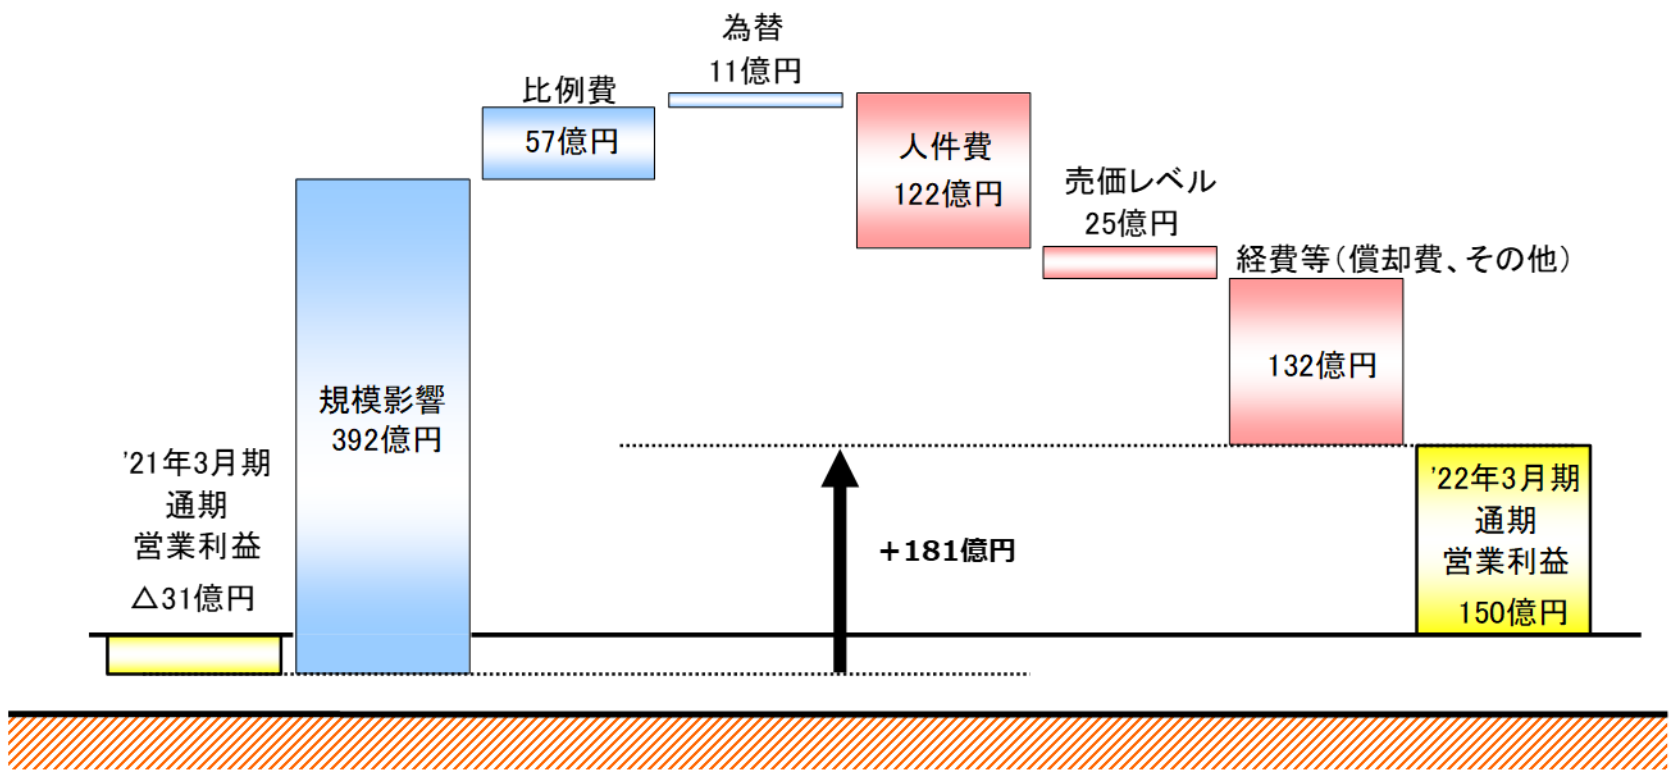 '21年3月期
通期
営業利益
△31億円
規模影響
392億円
比例費
57億円
為替
11億円
人件費
122億円
売価レベル
25億円
経費等(償却費、その他)
132億円
+181億円
'22年3月期
通期
営業利益
150億円